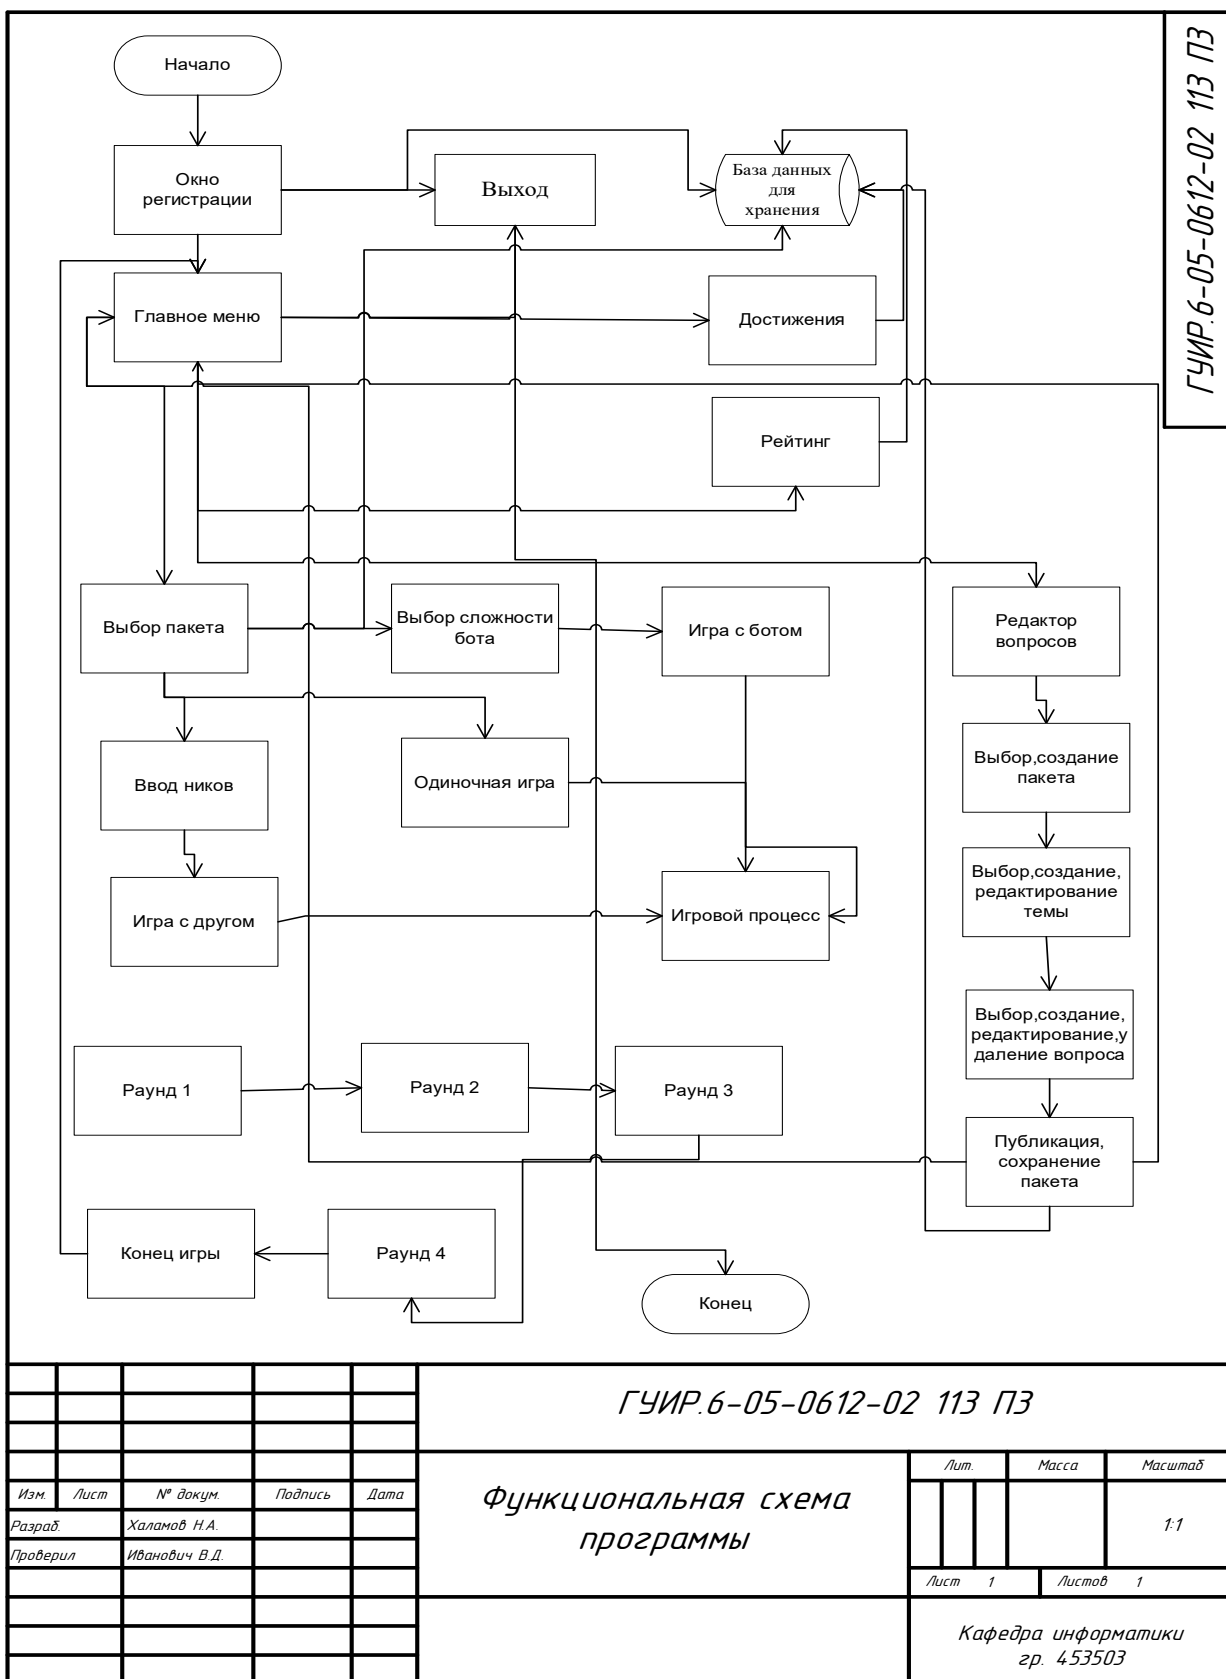 ГУИР.6-05-0612-02 113 ПЗ
Начало
Окно
регистрации
Выход
База данных
для
хранения
Главное меню
Достижения
Рейтинг
Выбор пакета
Выбор сложности
бота
Игра с ботом
Редактор
вопросов
Ввод ников
Одиночная игра
Выбор,создание
пакета
Игра с другом
Игровой процесс
Выбор,создание,
редактирование
темы
Выбор,создание,
редактирование,у
даление вопроса
Раунд 1
Раунд 2
Раунд 3
Публикация,
сохранение
пакета
Конец игры
Раунд 4
Конец
ГУИР.6-05-0612-02 113 ПЗ
Изм.
Лист
№ докум.
Подпись
Дата
Разраб.
Халамов Н.А.
Проверил
Иванович В.Д.
Функциональная схема
программы
Лит.
Масса
Масштаб
1:1
Лист 1
Листов 1
Кафедра информатики
гр. 453503